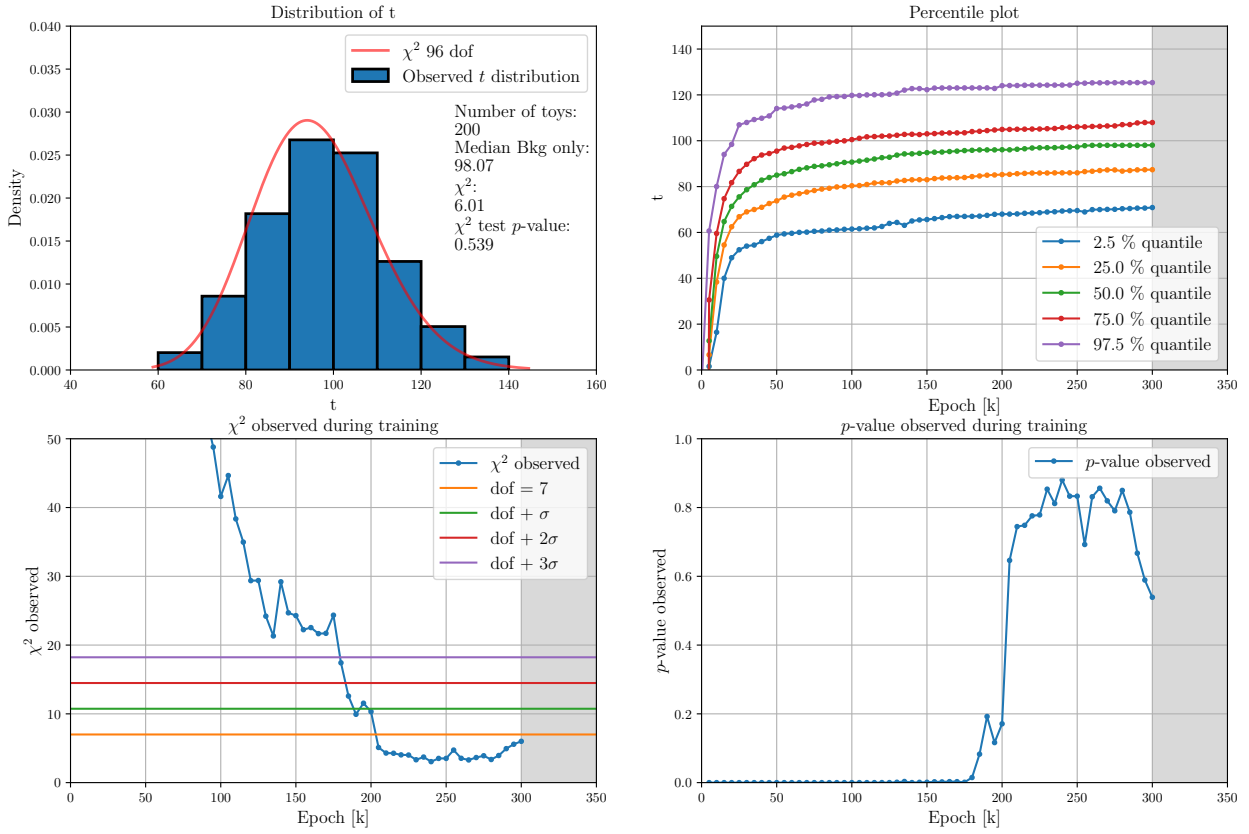 Distribution of t
0.040
0.035
0.030
0.025
0.020
0.015
0.010
0.005
0.000
Density
χ² 96 dof
Observed t distribution
Number of toys:
200
Median Bkg only:
98.07
χ²:
6.01
χ² test p-value:
0.539
40 60 80 100 120 140 160
t
Percentile plot
140
120
100
80
60
40
20
0
t
2.5 % quantile
25.0 % quantile
50.0 % quantile
75.0 % quantile
97.5 % quantile
0 50 100 150 200 250 300 350
Epoch [k]
χ² observed during training
50
40
30
20
10
0
χ² observed
χ² observed
dof = 7
dof + σ
dof + 2σ
dof + 3σ
0 50 100 150 200 250 300 350
Epoch [k]
p-value observed during training
1.0
0.8
0.6
0.4
0.2
0.0
p-value observed
p-value observed
0 50 100 150 200 250 300 350
Epoch [k]